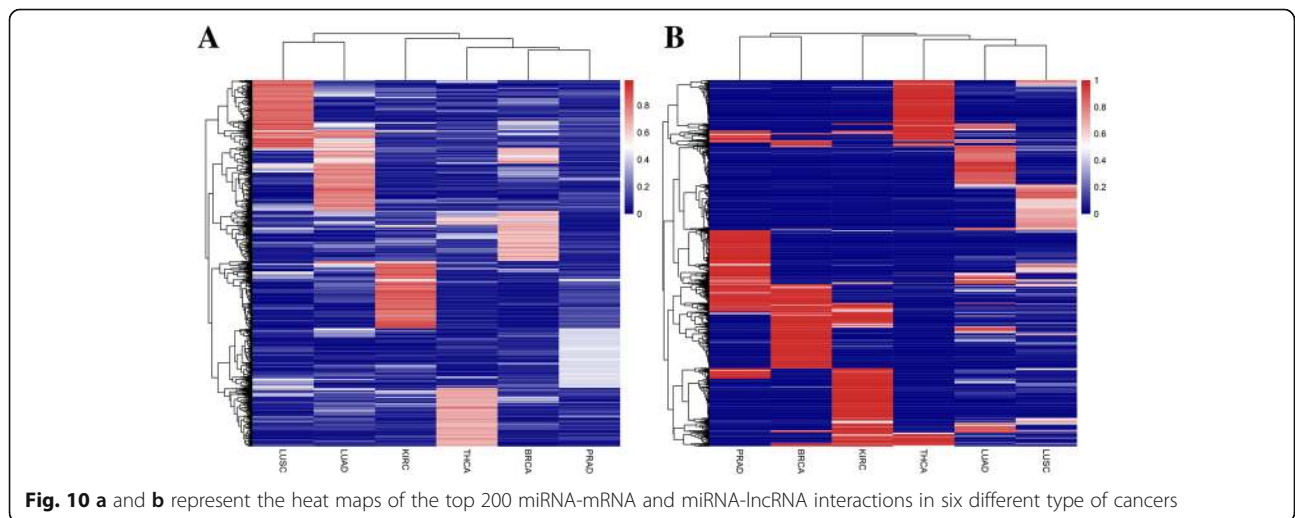 A
B
0.8
0.6
0.4
0.2
0
1
0.8
0.6
0.4
0.2
0
LUSC
LUAD
KIRC
THCA
BRCA
PRAD
PRAD
BRCA
KIRC
THCA
LUAD
LUSC
Fig. 10 a and b represent the heat maps of the top 200 miRNA-mRNA and miRNA-lncRNA interactions in six different type of cancers